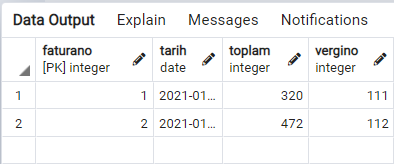 Data Output Explain Messages Notifications
faturano tarih toplam vergino
[PK] integer date integer integer
1 1 2021-01... 320 111
2 2 2021-01... 472 112